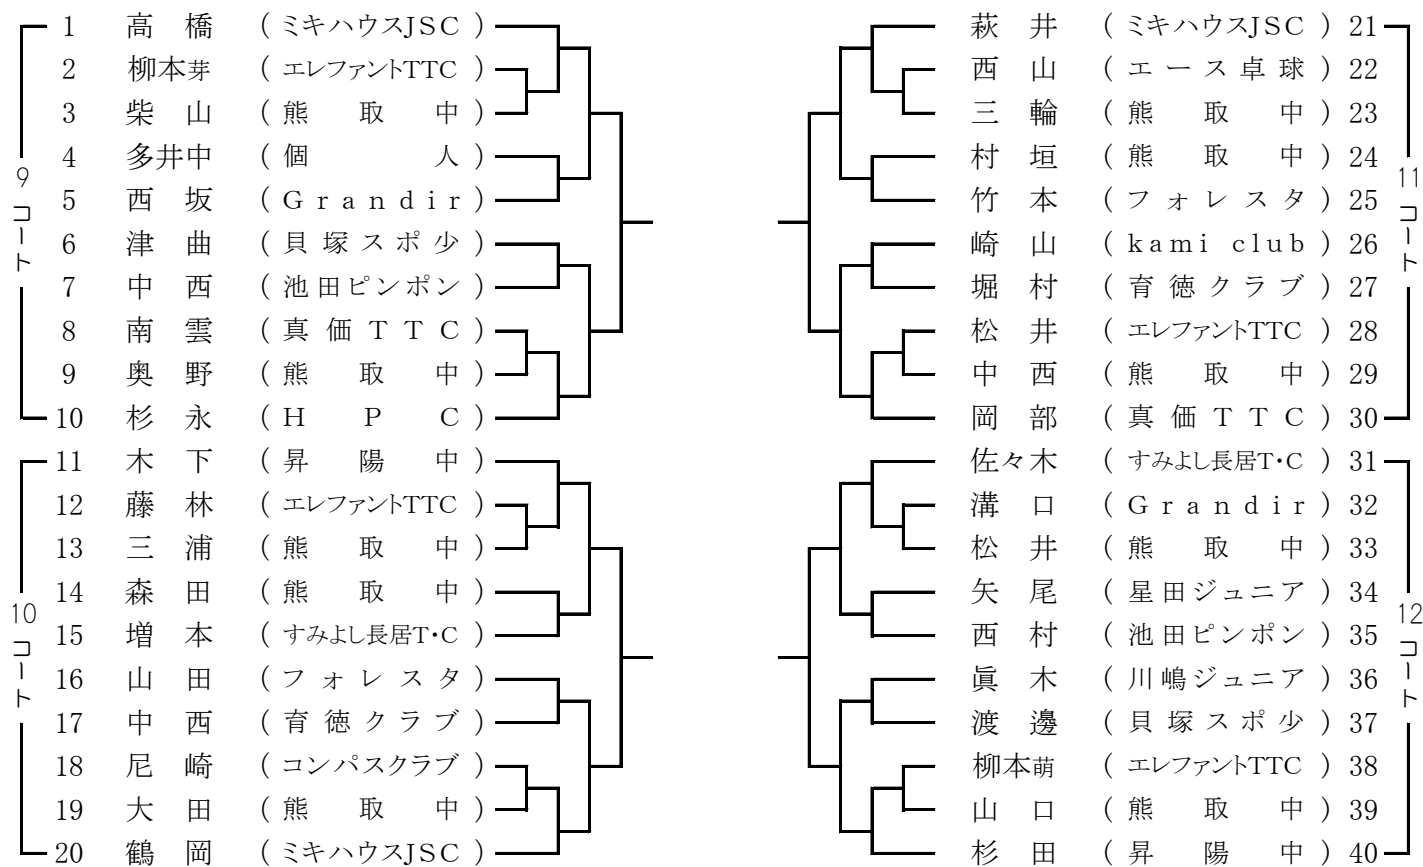 1 高橋 (ミキハウスJSC)
2 柳本芽 (エレファントTTC)
3 柴山 (熊取中)
4 多井中 (個人)
5 西坂 (Grandir)
6 津曲 (貝塚スポ少)
7 中西 (池田ピンポン)
8 南雲 (真価TTC)
9 奥野 (熊取中)
10 杉永 (HPC)
9コート
11 木下 (昇陽中)
12 藤林 (エレファントTTC)
13 三浦 (熊取中)
14 森田 (熊取中)
15 増本 (すみよし長居T・C)
16 山田 (フォレスタ)
17 中西 (育徳クラブ)
18 尼崎 (コンパスクラブ)
19 大田 (熊取中)
20 鶴岡 (ミキハウスJSC)
10コート
萩井 (ミキハウスJSC) 21
西山 (エース卓球) 22
三輪 (熊取中) 23
村垣 (熊取中) 24
竹本 (フォレスタ) 25
崎山 (kami club) 26
堀村 (育徳クラブ) 27
松井 (エレファントTTC) 28
中西 (熊取中) 29
岡部 (真価TTC) 30
11コート
佐々木 (すみよし長居T・C) 31
溝口 (Grandir) 32
松井 (熊取中) 33
矢尾 (星田ジュニア) 34
西村 (池田ピンポン) 35
眞木 (川嶋ジュニア) 36
渡邊 (貝塚スポ少) 37
柳本萌 (エレファントTTC) 38
山口 (熊取中) 39
杉田 (昇陽中) 40
12コート